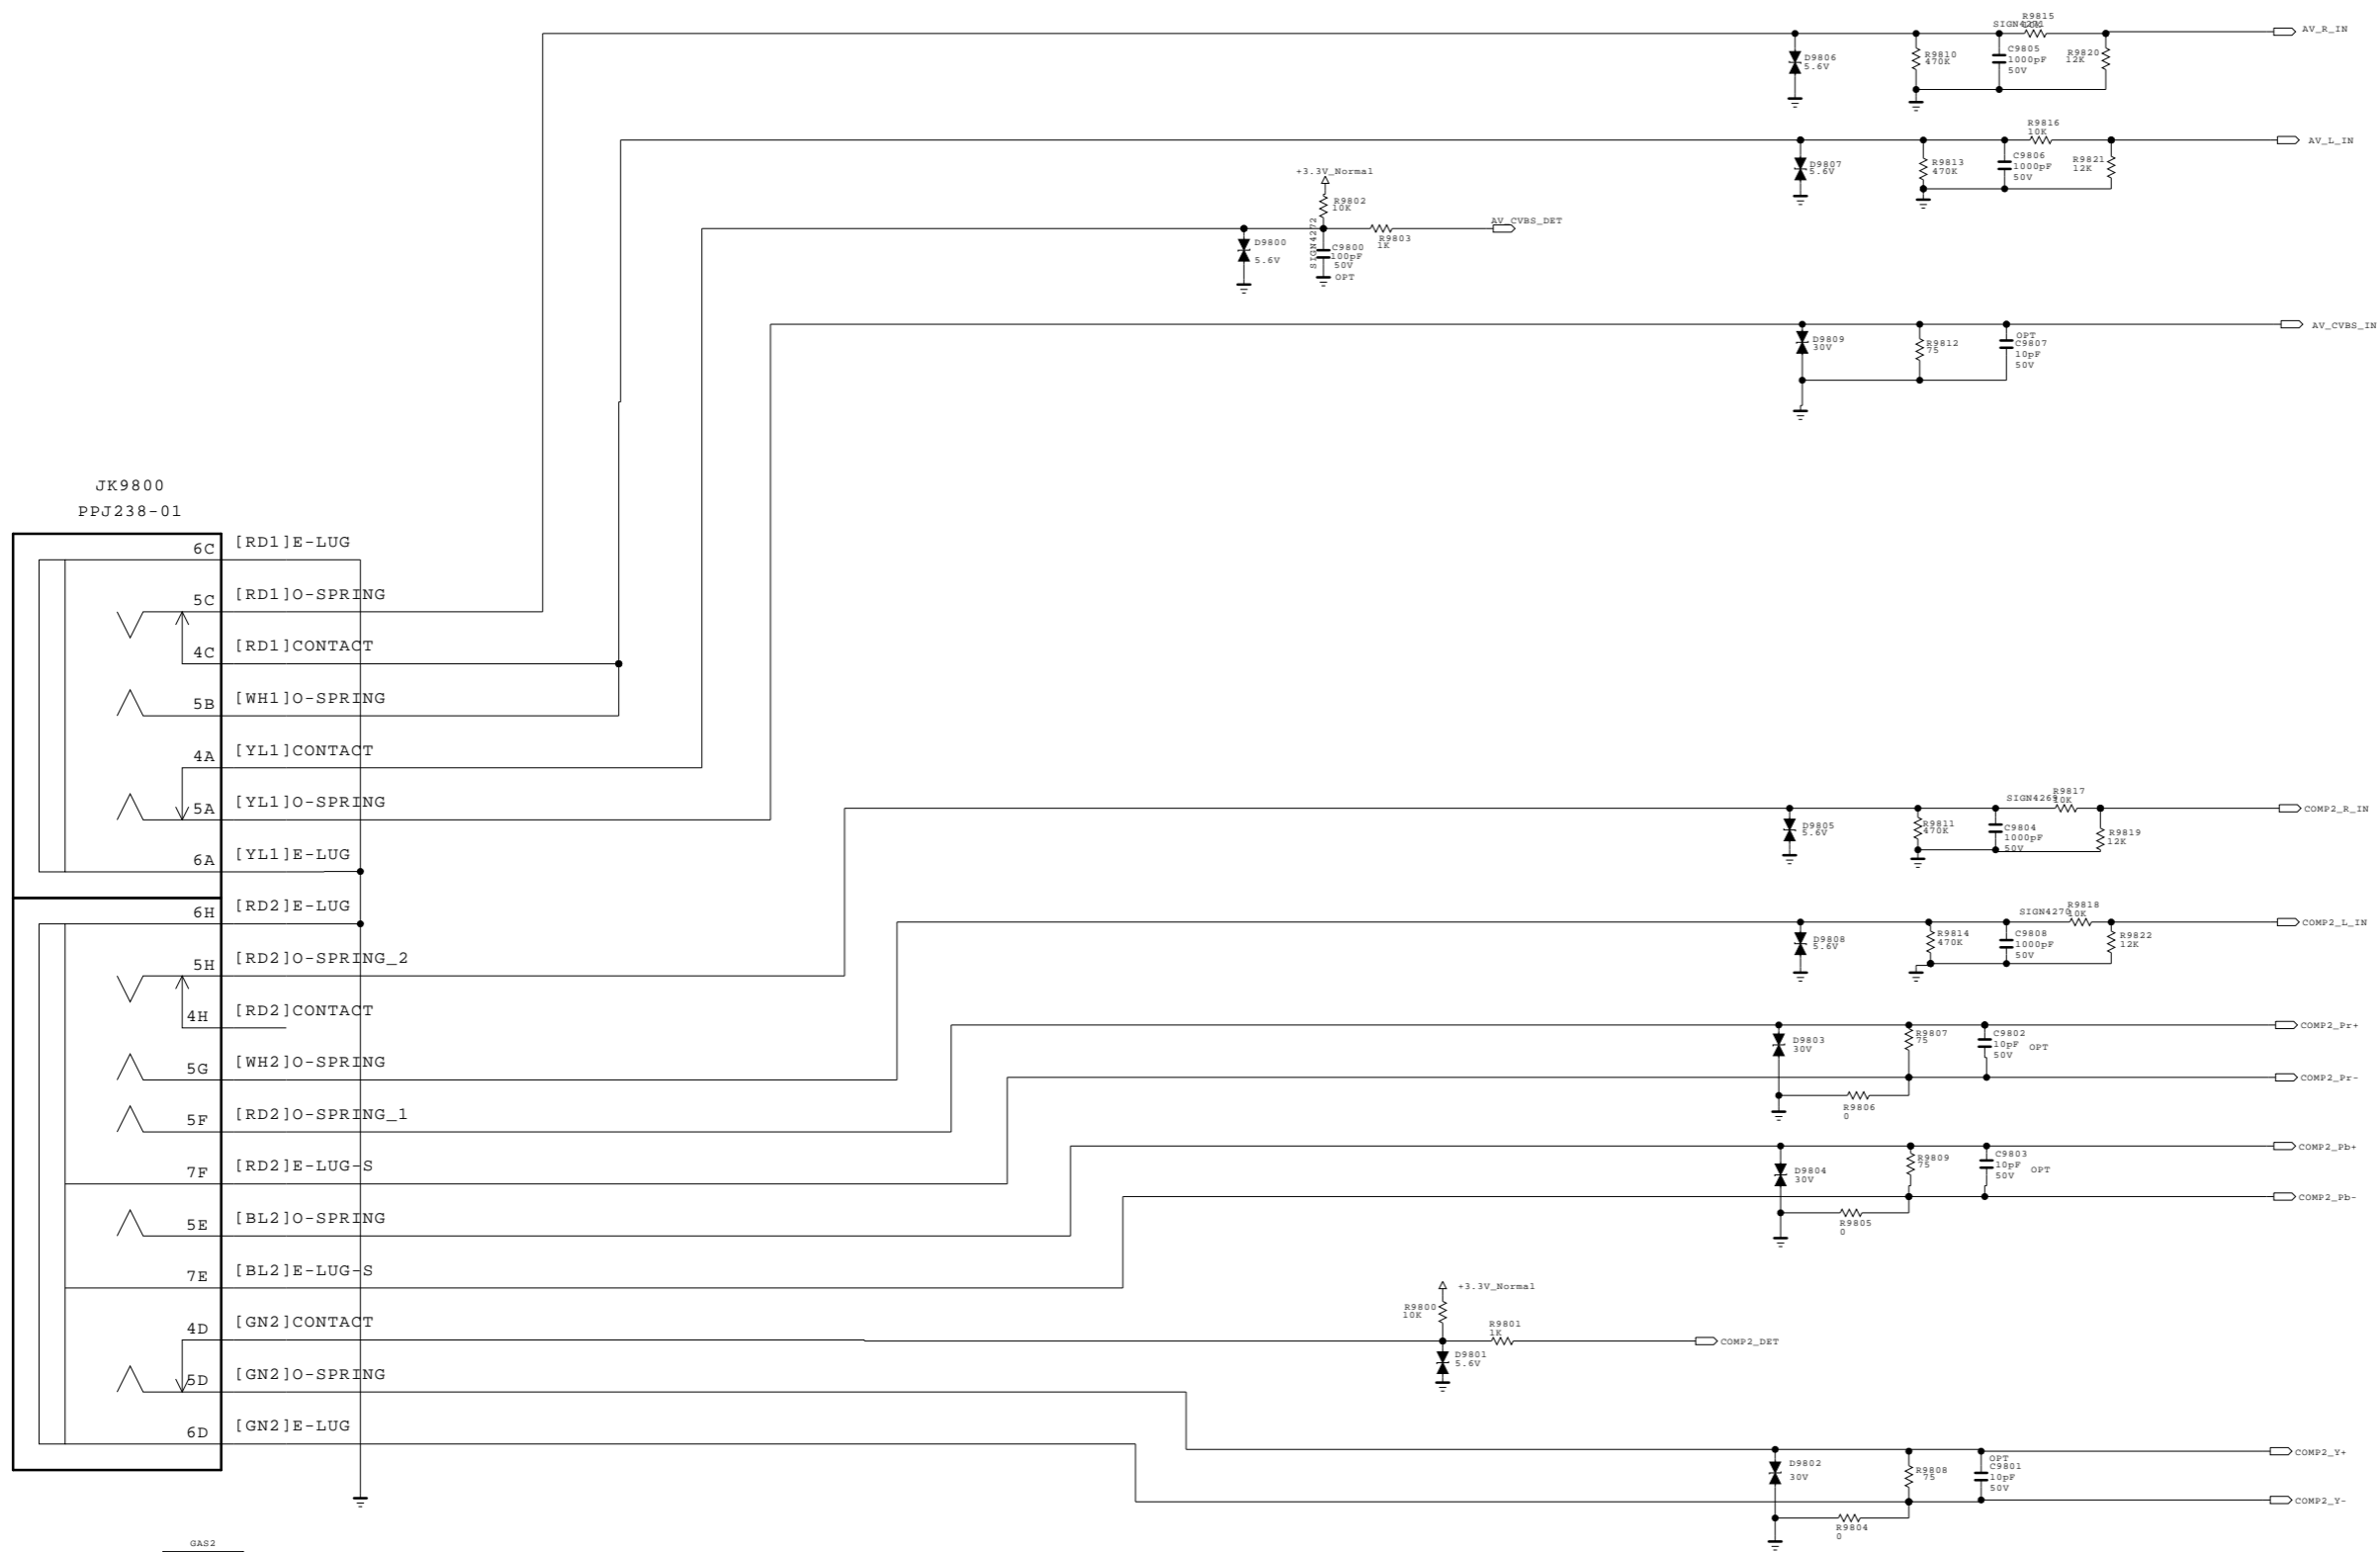 R9815
SIGN4271
10K
AV_R_IN
D9806
5.6V
R9810
470K
C9805
1000pF
50V
R9820
12K
R9816
10K
AV_L_IN
D9807
5.6V
R9813
470K
C9806
1000pF
50V
R9821
12K
+3.3V_Normal
R9802
10K
AV_CVBS_DET
SIGN4272
D9800
5.6V
C9800
100pF
50V
OPT
R9803
1K
AV_CVBS_IN
D9809
30V
R9812
75
OPT
C9807
10pF
50V
JK9800
PPJ238-01
6C [RD1]E-LUG
5C [RD1]O-SPRING
4C [RD1]CONTACT
5B [WH1]O-SPRING
4A [YL1]CONTACT
5A [YL1]O-SPRING
6A [YL1]E-LUG
6H [RD2]E-LUG
5H [RD2]O-SPRING_2
4H [RD2]CONTACT
5G [WH2]O-SPRING
5F [RD2]O-SPRING_1
7F [RD2]E-LUG-S
5E [BL2]O-SPRING
7E [BL2]E-LUG-S
4D [GN2]CONTACT
5D [GN2]O-SPRING
6D [GN2]E-LUG
R9817
SIGN4269
10K
COMP2_R_IN
D9805
5.6V
R9811
470K
C9804
1000pF
50V
R9819
12K
R9818
SIGN4270
10K
COMP2_L_IN
D9808
5.6V
R9814
470K
C9808
1000pF
50V
R9822
12K
COMP2_Pr+
D9803
30V
R9807
75
C9802
10pF
50V
OPT
COMP2_Pr-
R9806
0
COMP2_Pb+
D9804
30V
R9809
75
C9803
10pF
50V
OPT
COMP2_Pb-
R9805
0
+3.3V_Normal
R9800
10K
R9801
1K
COMP2_DET
D9801
5.6V
COMP2_Y+
D9802
30V
R9808
75
OPT
C9801
10pF
50V
COMP2_Y-
R9804
0
GAS2